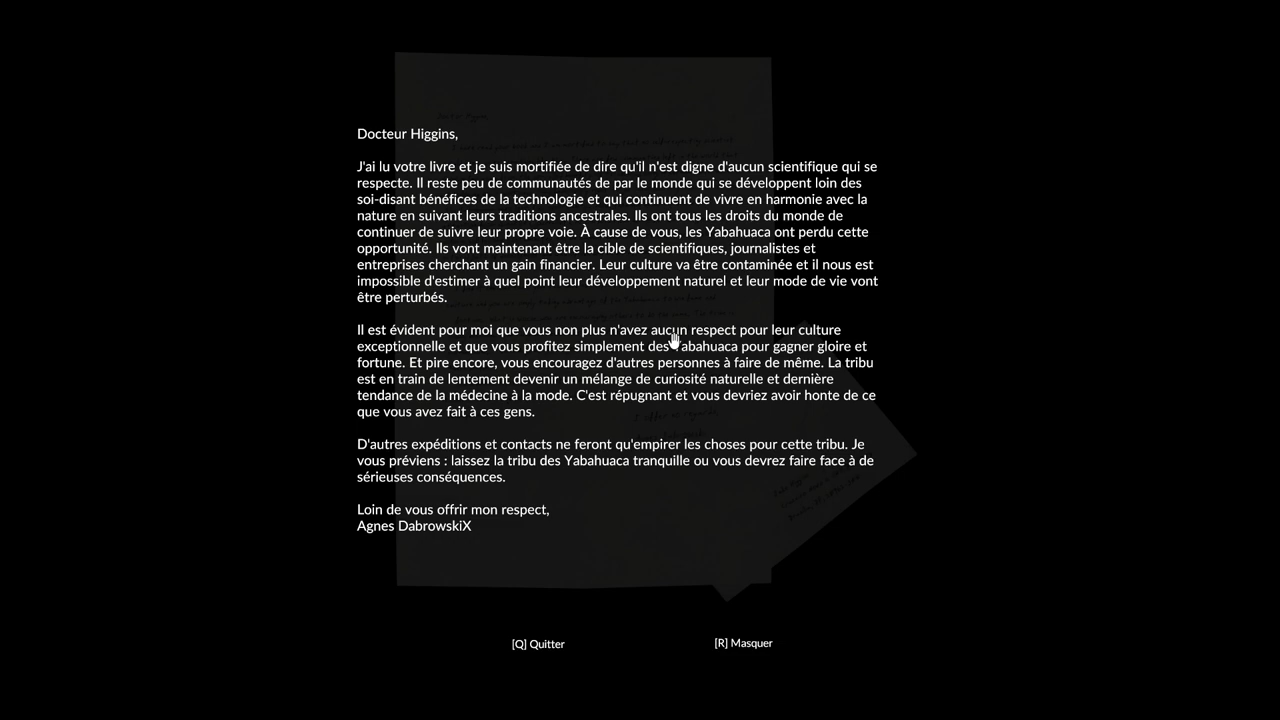 Docteur Higgins,
J'ai lu votre livre et je suis mortifiée de dire qu'il n'est digne d'aucun scientifique qui se
respecte. Il reste peu de communautés de par le monde qui se développent loin des
soi-disant bénéfices de la technologie et qui continuent de vivre en harmonie avec la
nature en suivant leurs traditions ancestrales. Ils ont tous les droits du monde de
continuer de suivre leur propre voie. À cause de vous, les Yabahuaca ont perdu cette
opportunité. Ils vont maintenant être la cible de scientifiques, journalistes et
entreprises cherchant un gain financier. Leur culture va être contaminée et il nous est
impossible d'estimer à quel point leur développement naturel et leur mode de vie vont
être perturbés.
Il est évident pour moi que vous non plus n'avez aucun respect pour leur culture
exceptionnelle et que vous profitez simplement des Yabahuaca pour gagner gloire et
fortune. Et pire encore, vous encouragez d'autres personnes à faire de même. La tribu
est en train de lentement devenir un mélange de curiosité naturelle et dernière
tendance de la médecine à la mode. C'est répugnant et vous devriez avoir honte de ce
que vous avez fait à ces gens.
D'autres expéditions et contacts ne feront qu'empirer les choses pour cette tribu. Je
vous préviens : laissez la tribu des Yabahuaca tranquille ou vous devrez faire face à de
sérieuses conséquences.
Loin de vous offrir mon respect,
Agnes DabrowskiX
[Q] Quitter
[R] Masquer